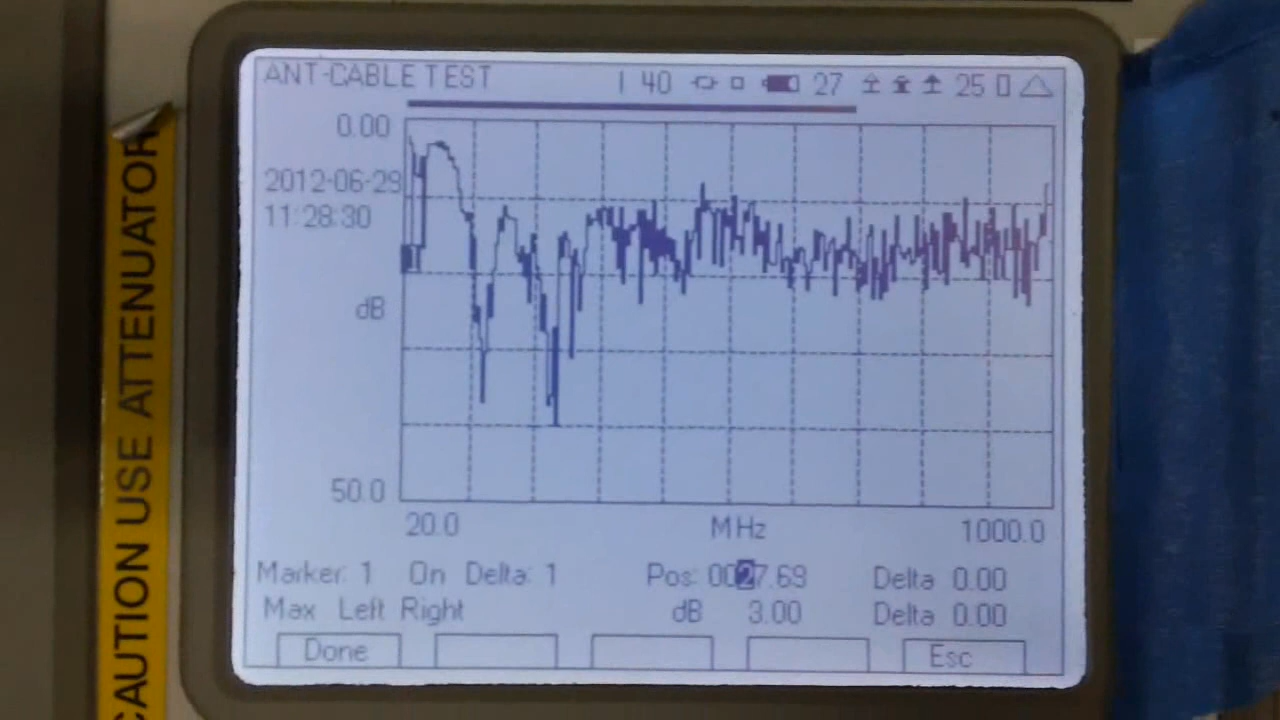 ANT-CABLE TEST 40 27 25
0.00
2012-06-29
11:28:30
dB
50.0
20.0 MHz 1000.0
Marker: 1 On Delta: 1 Pos: 0027.69 Delta 0.00
Max Left Right dB 3.00 Delta 0.00
Done Esc
CAUTION USE ATTENUATOR